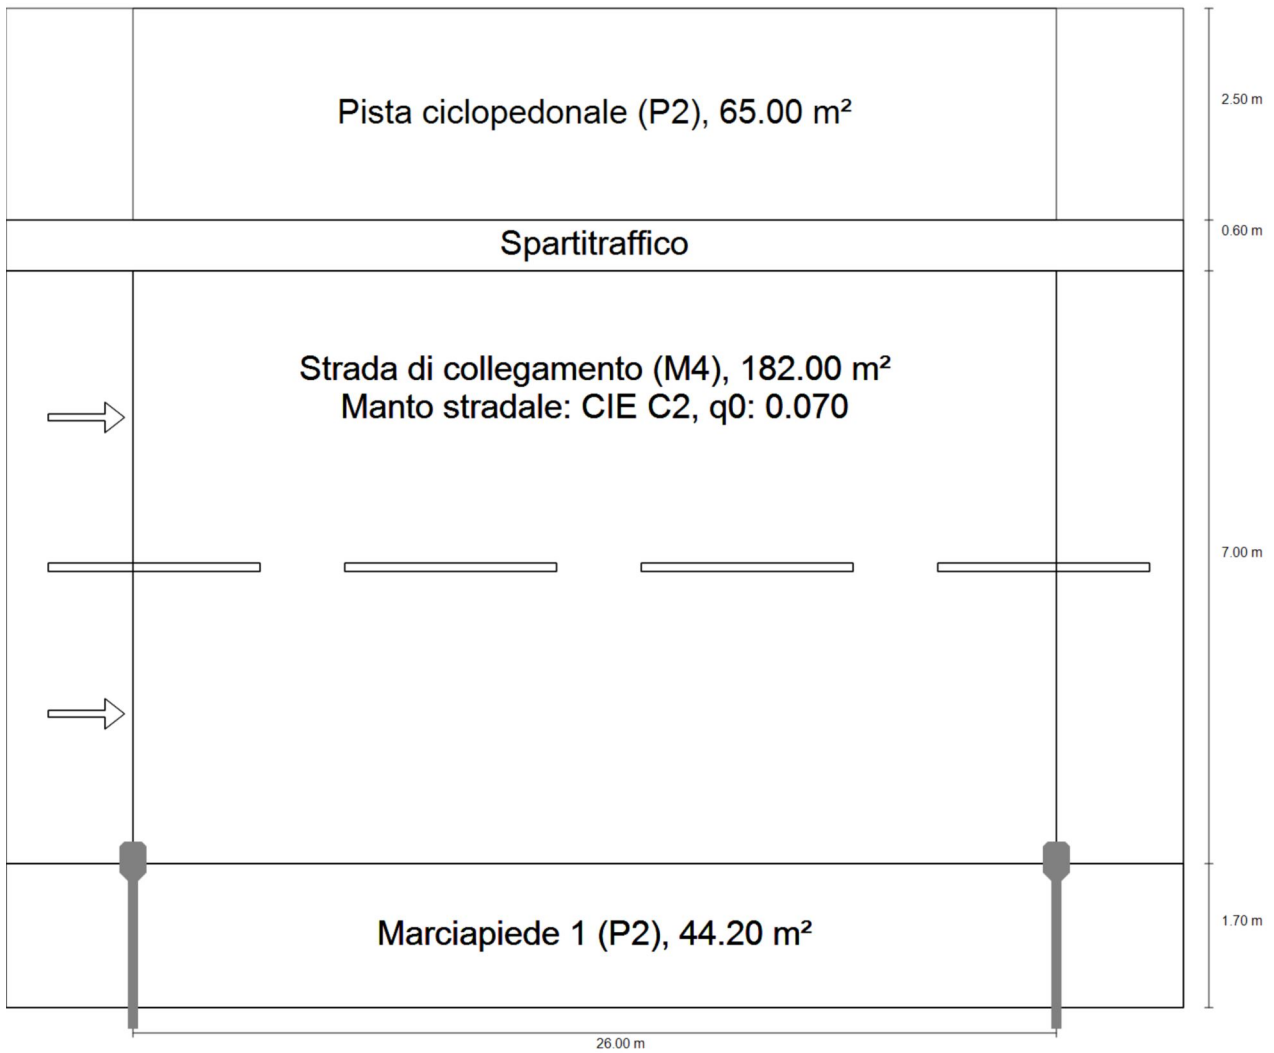 Pista ciclopedonale (P2), 65.00 m²
2.50 m
Spartitraffico
0.60 m
Strada di collegamento (M4), 182.00 m²
Manto stradale: CIE C2, q0: 0.070
7.00 m
Marciapiede 1 (P2), 44.20 m²
1.70 m
26.00 m